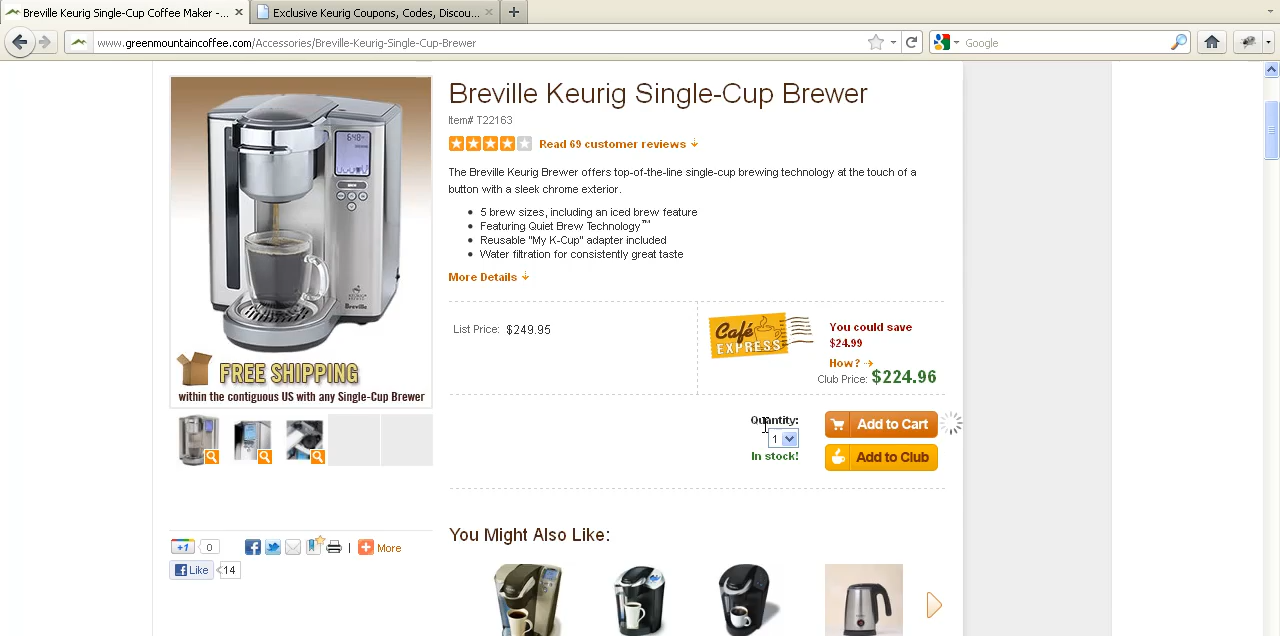 Breville Keurig Single-Cup Coffee Maker -...
Exclusive Keurig Coupons, Codes, Discou...
www.greenmountaincoffee.com/Accessories/Breville-Keurig-Single-Cup-Brewer
Google
Breville Keurig Single-Cup Brewer
Item# T22163
Read 69 customer reviews
The Breville Keurig Brewer offers top-of-the-line single-cup brewing technology at the touch of a
button with a sleek chrome exterior.
5 brew sizes, including an iced brew feature
Featuring Quiet Brew Technology™
Reusable "My K-Cup" adapter included
Water filtration for consistently great taste
More Details
List Price: $249.95
Café
EXPRESS
You could save
$24.99
How?
Club Price: $224.96
FREE SHIPPING
within the contiguous US with any Single-Cup Brewer
Quantity:
1
In stock!
Add to Cart
Add to Club
You Might Also Like:
+1 0
| More
Like 14
Breville